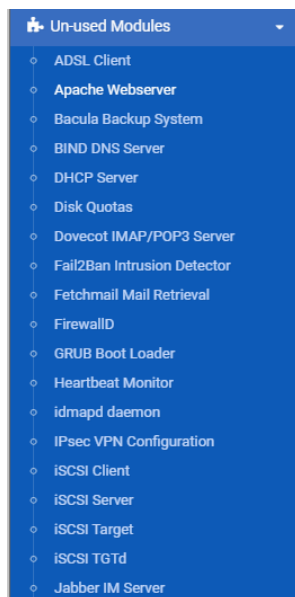 Un-used Modules
ADSL Client
Apache Webserver
Bacula Backup System
BIND DNS Server
DHCP Server
Disk Quotas
Dovecot IMAP/POP3 Server
Fail2Ban Intrusion Detector
Fetchmail Mail Retrieval
FirewallD
GRUB Boot Loader
Heartbeat Monitor
idmapd daemon
IPsec VPN Configuration
iSCSI Client
iSCSI Server
iSCSI Target
iSCSI TGTd
Jabber IM Server